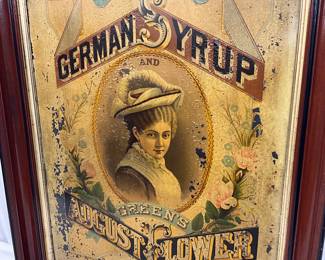 GERMAN SYRUP
AND
GREEN'S
AUGUST FLOWER